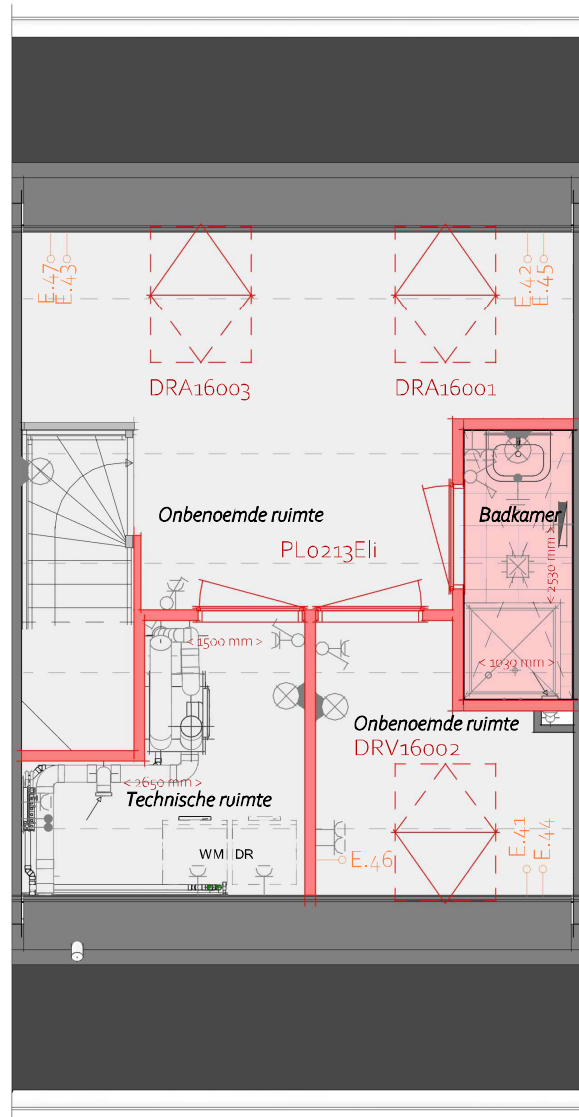 E.47
E.43
E.42
E.45
DRA16003
DRA16001
Onbenoemde ruimte
Badkamer
PL0213Eli
< 2530 mm >
< 1500 mm >
< 1030 mm >
Onbenoemde ruimte
DRV16002
< 2650 mm >
Technische ruimte
WM
DR
E.46
E.41
E.44